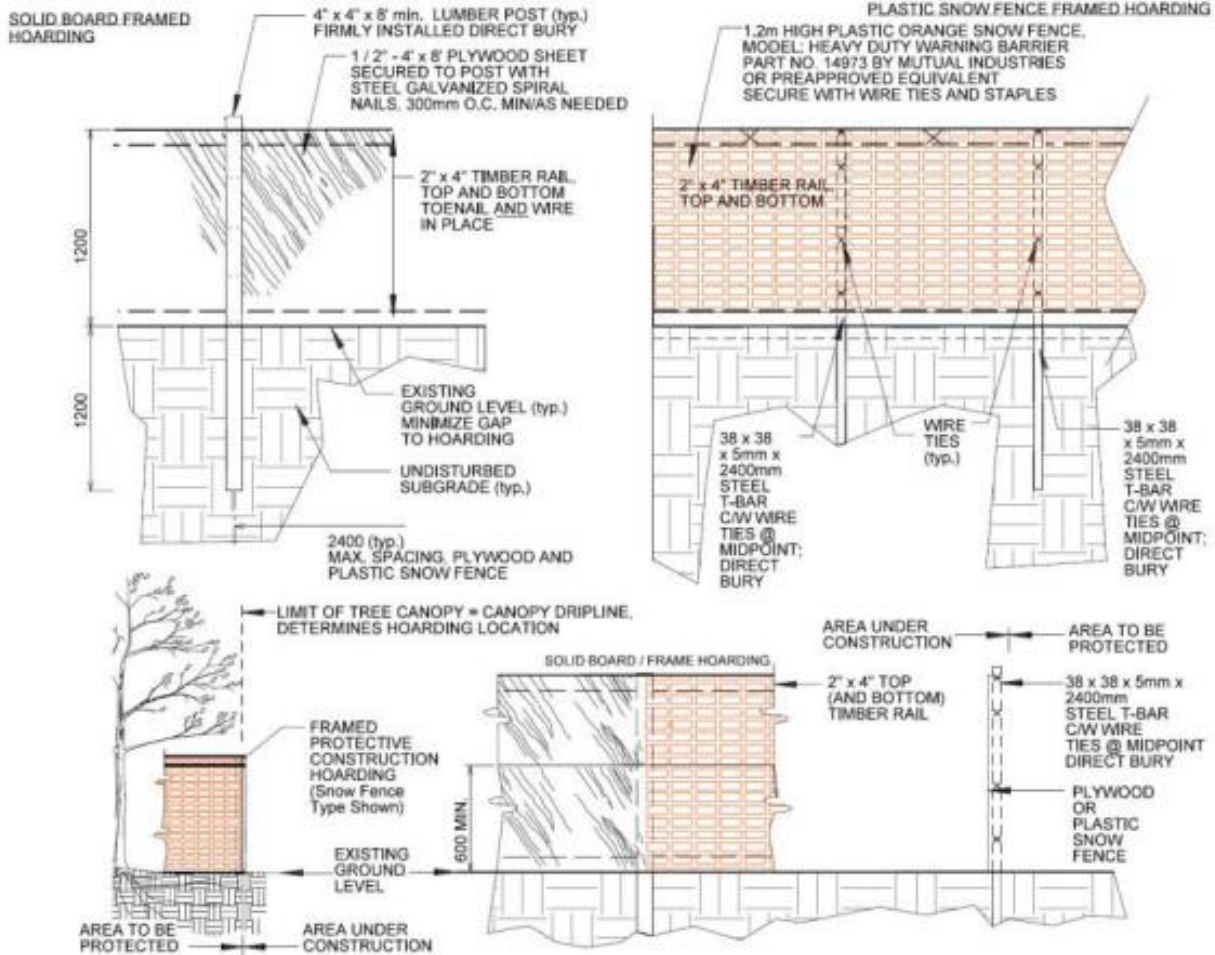 SOLID BOARD FRAMED
HOARDING
4" x 4" x 8' min. LUMBER POST (typ.)
FIRMLY INSTALLED DIRECT BURY
1 / 2" - 4' x 8' PLYWOOD SHEET
SECURED TO POST WITH
STEEL GALVANIZED SPIRAL
NAILS, 300mm O.C. MIN/AS NEEDED
2" x 4" TIMBER RAIL,
TOP AND BOTTOM
TOENAIL AND WIRE
IN PLACE
1200
1200
EXISTING
GROUND LEVEL (typ.)
MINIMIZE GAP
TO HOARDING
UNDISTURBED
SUBGRADE (typ.)
2400 (typ.)
MAX. SPACING, PLYWOOD AND
PLASTIC SNOW FENCE
PLASTIC SNOW FENCE FRAMED HOARDING
1.2m HIGH PLASTIC ORANGE SNOW FENCE,
MODEL: HEAVY DUTY WARNING BARRIER
PART NO. 14973 BY MUTUAL INDUSTRIES
OR PREAPPROVED EQUIVALENT
SECURE WITH WIRE TIES AND STAPLES
2" x 4" TIMBER RAIL,
TOP AND BOTTOM
38 x 38
x 5mm x
2400mm
STEEL
T-BAR
C/W WIRE
TIES @
MIDPOINT;
DIRECT
BURY
WIRE
TIES
(typ.)
38 x 38
x 5mm x
2400mm
STEEL
T-BAR
C/W WIRE
TIES @
MIDPOINT;
DIRECT
BURY
LIMIT OF TREE CANOPY = CANOPY DRIPLINE,
DETERMINES HOARDING LOCATION
FRAMED
PROTECTIVE
CONSTRUCTION
HOARDING
(Snow Fence
Type Shown)
EXISTING
GROUND
LEVEL
AREA TO BE
PROTECTED
AREA UNDER
CONSTRUCTION
SOLID BOARD / FRAME HOARDING
600 MIN.
2" x 4" TOP
(AND BOTTOM)
TIMBER RAIL
AREA UNDER
CONSTRUCTION
AREA TO BE
PROTECTED
38 x 38 x 5mm x
2400mm
STEEL T-BAR
C/W WIRE
TIES @ MIDPOINT
DIRECT BURY
PLYWOOD
OR
PLASTIC
SNOW
FENCE